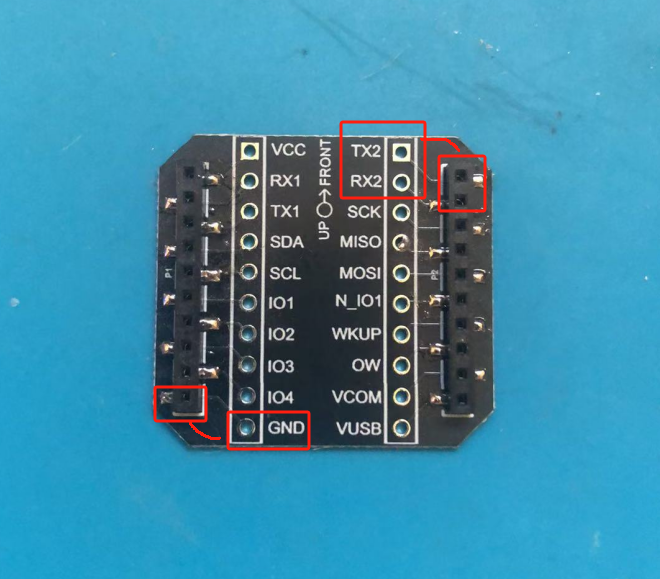 VCC
RX1
TX1
SDA
SCL
IO1
IO2
IO3
IO4
GND
UP FRONT
TX2
RX2
SCK
MISO
MOSI
N_IO1
WKUP
OW
VCOM
VUSB
P1
P2